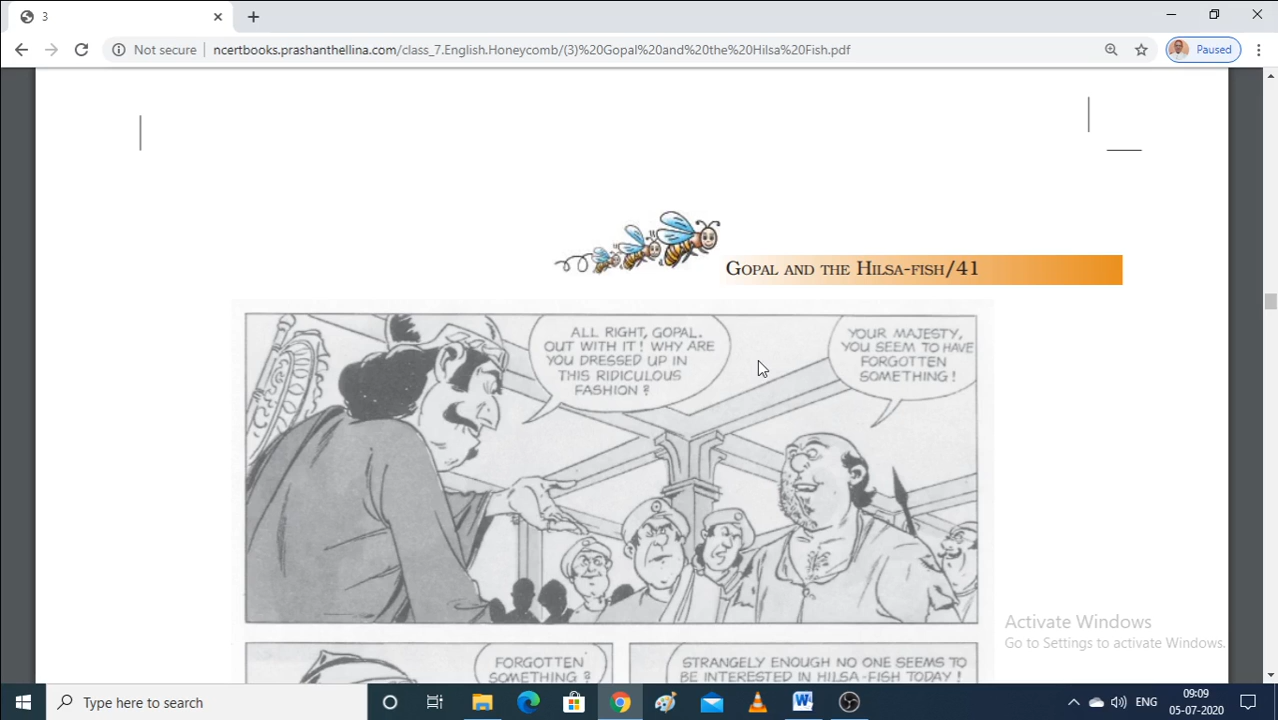 3
Not secure
ncertbooks.prashanthellina.com/class_7.English.Honeycomb/(3)%20Gopal%20and%20the%20Hilsa%20Fish.pdf
Paused
GOPAL AND THE HILSA-FISH/41
ALL RIGHT, GOPAL.
OUT WITH IT! WHY ARE
YOU DRESSED UP IN
THIS RIDICULOUS
FASHION?
YOUR MAJESTY,
YOU SEEM TO HAVE
FORGOTTEN
SOMETHING!
FORGOTTEN
SOMETHING?
STRANGELY ENOUGH NO ONE SEEMS TO
BE INTERESTED IN HILSA-FISH TODAY!
Activate Windows
Go to Settings to activate Windows.
Type here to search
ENG
09:09
05-07-2020